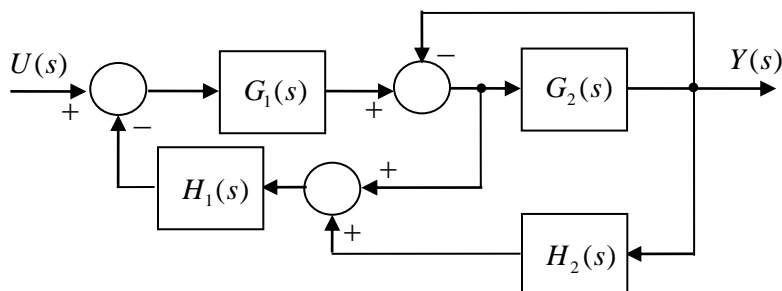 U(s)
+
−
G₁(s)
+
−
G₂(s)
Y(s)
H₁(s)
+
+
H₂(s)